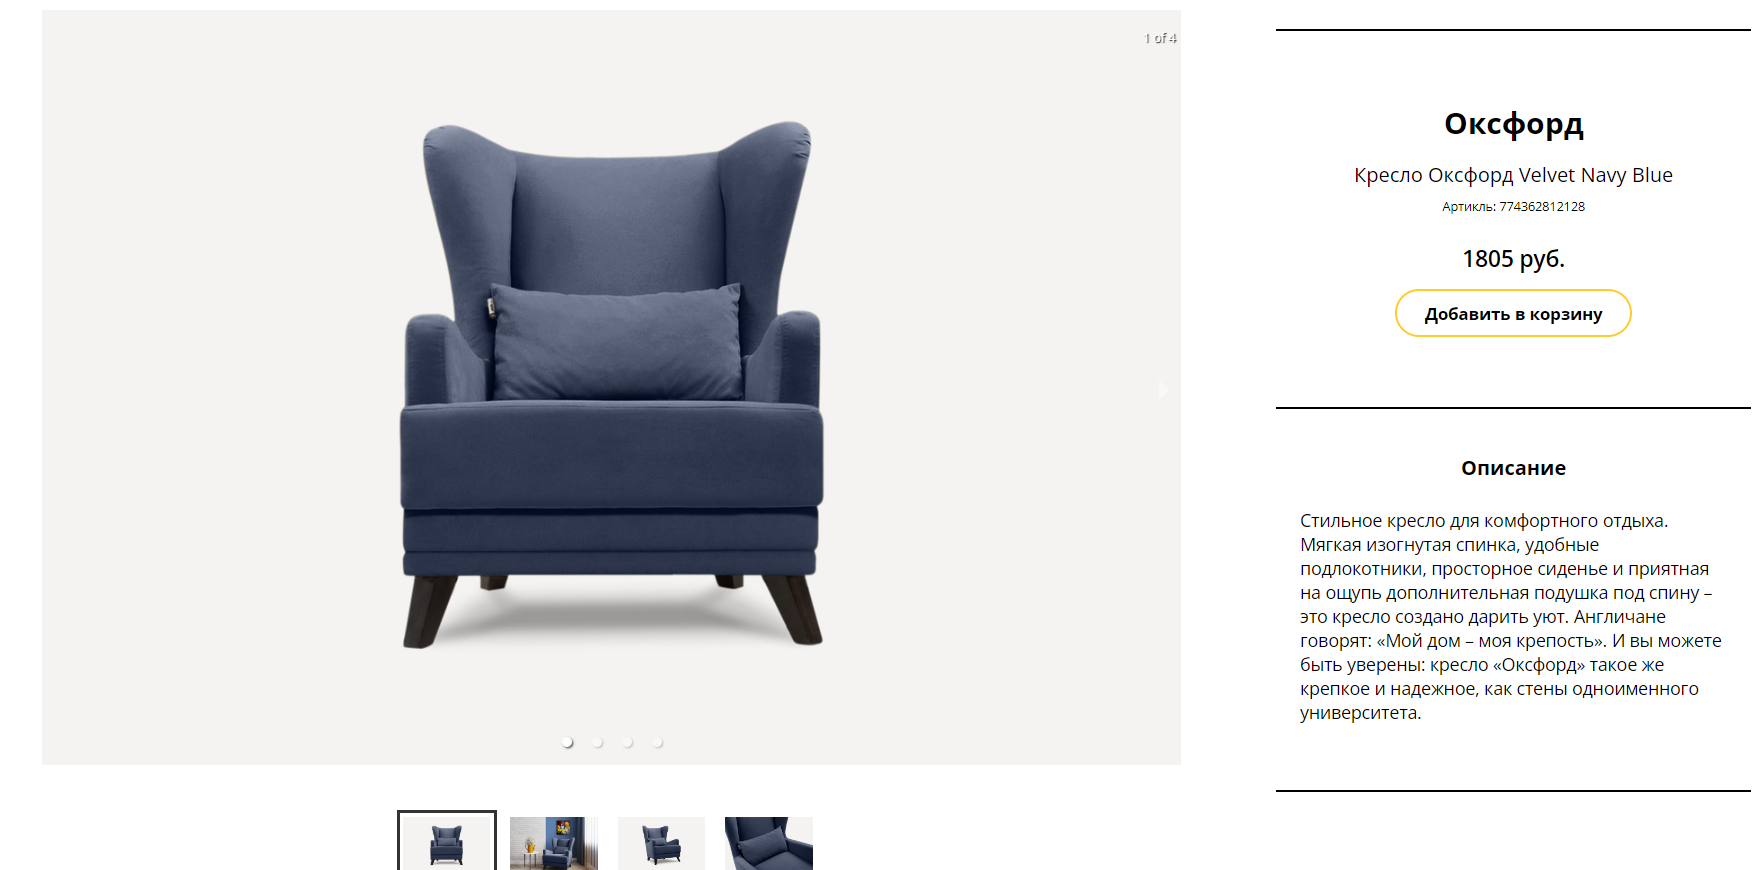 1 of 4
Оксфорд
Кресло Оксфорд Velvet Navy Blue
Артикль: 774362812128
1805 руб.
Добавить в корзину
Описание
Стильное кресло для комфортного отдыха.
Мягкая изогнутая спинка, удобные
подлокотники, просторное сиденье и приятная
на ощупь дополнительная подушка под спину –
это кресло создано дарить уют. Англичане
говорят: «Мой дом – моя крепость». И вы можете
быть уверены: кресло «Оксфорд» такое же
крепкое и надежное, как стены одноименного
университета.